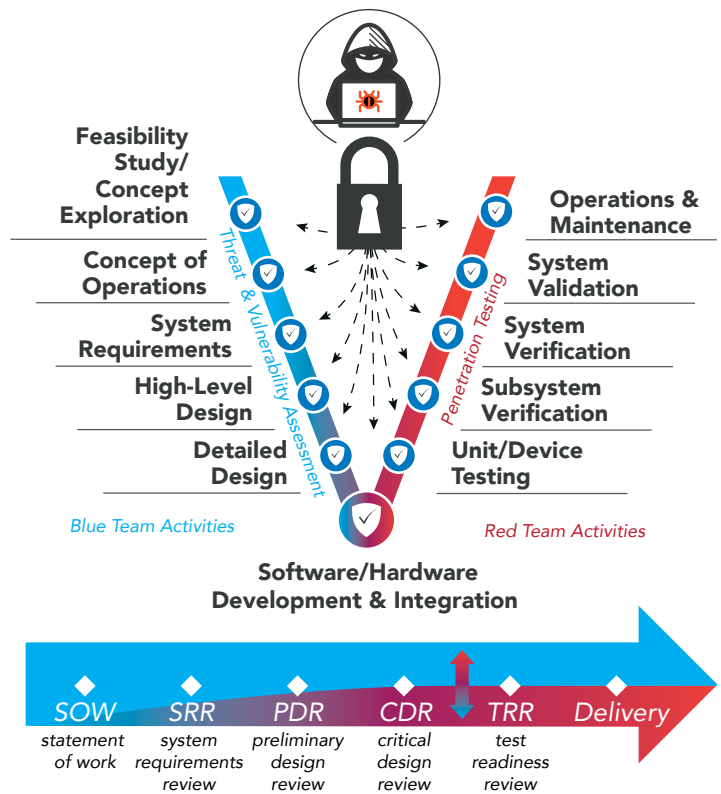 Feasibility
Study/
Concept
Exploration
Concept of
Operations
System
Requirements
High-Level
Design
Detailed
Design
Threat & Vulnerability Assessment
Blue Team Activities
Operations &
Maintenance
System
Validation
System
Verification
Subsystem
Verification
Unit/Device
Testing
Penetration Testing
Red Team Activities
Software/Hardware
Development & Integration
SOW
statement
of work
SRR
system
requirements
review
PDR
preliminary
design
review
CDR
critical
design
review
TRR
test
readiness
review
Delivery